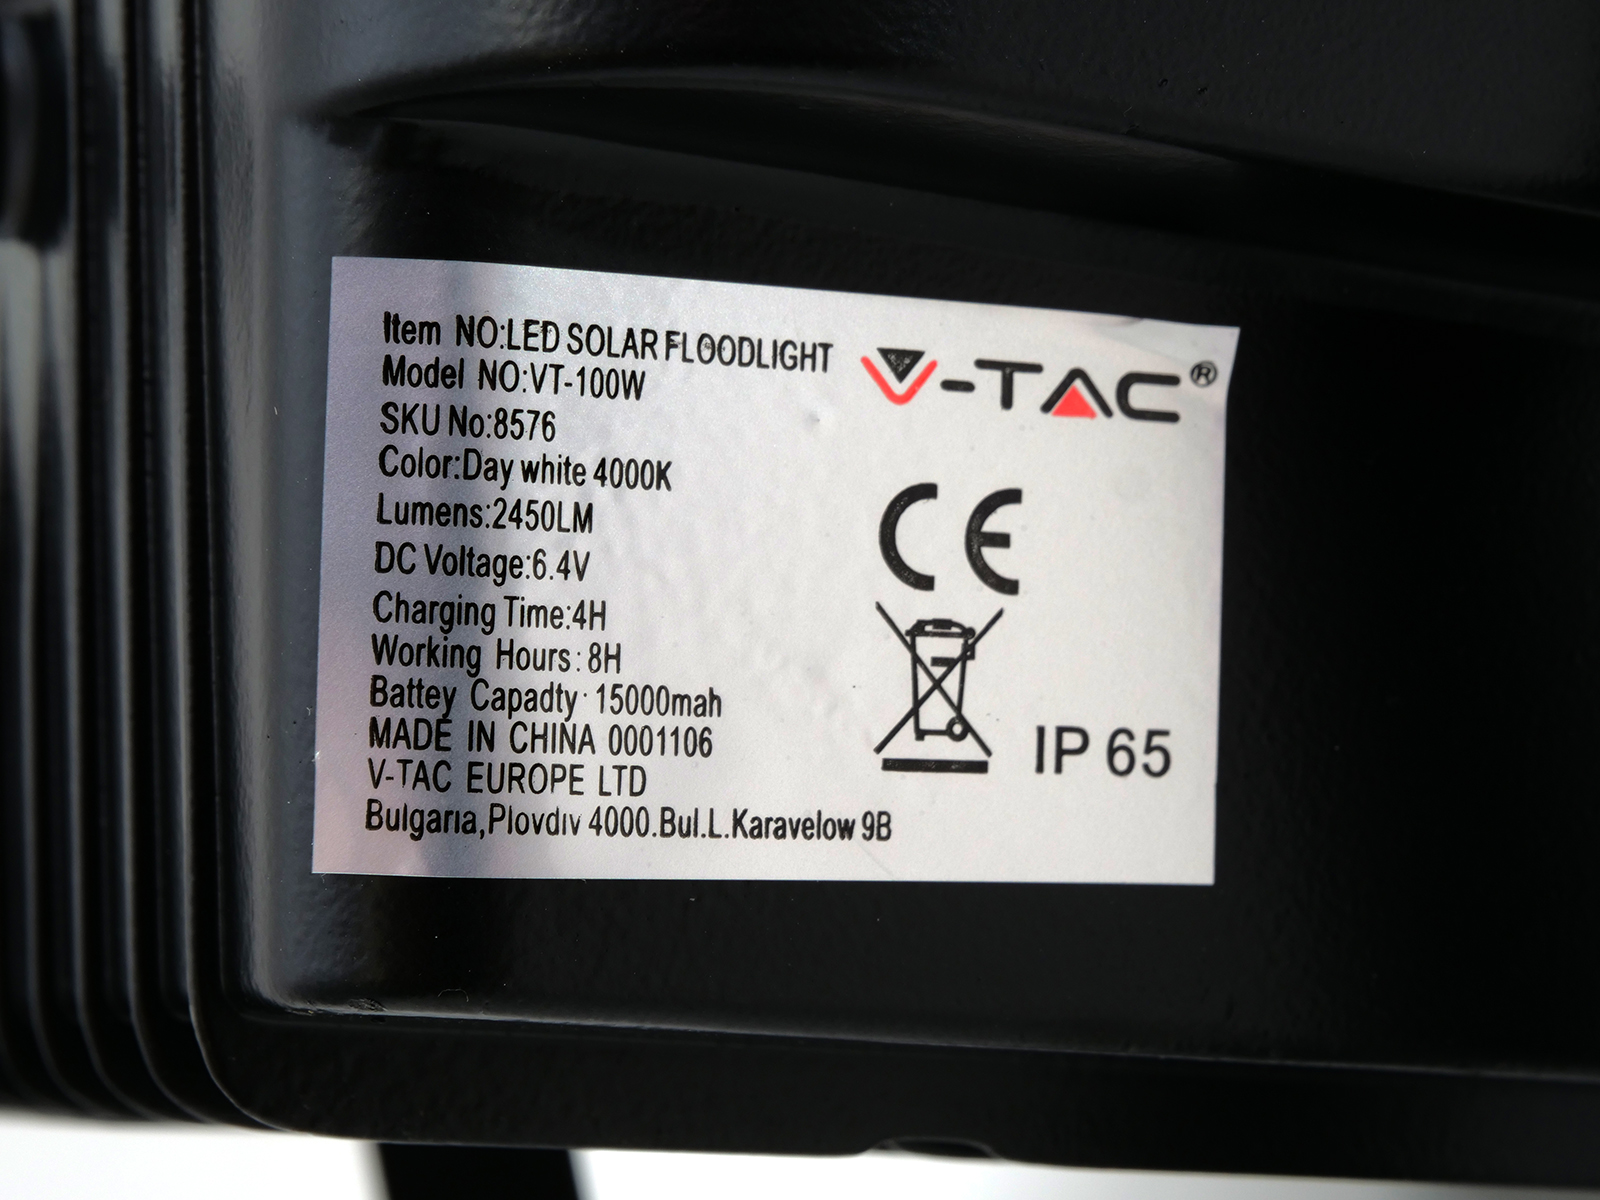 Item NO:LED SOLAR FLOODLIGHT
Model NO:VT-100W
SKU No:8576
Color:Day white 4000K
Lumens:2450LM
DC Voltage:6.4V
Charging Time:4H
Working Hours: 8H
Battey Capadty: 15000mah
MADE IN CHINA 0001106
V-TAC EUROPE LTD
Bulgaria,Plovdiv 4000.Bul.L.Karavelow 9B
V-TAC®
CE
IP 65